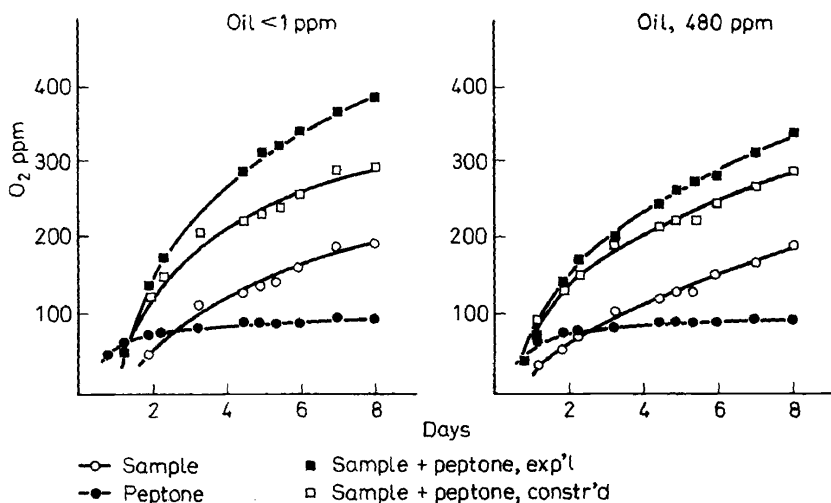 Oil <1 ppm
Oil, 480 ppm
O₂ ppm
400
300
200
100
2
4
6
8
400
300
200
100
0
2
4
6
8
Days
Sample
Peptone
Sample + peptone, exp'l
Sample + peptone, constr'd